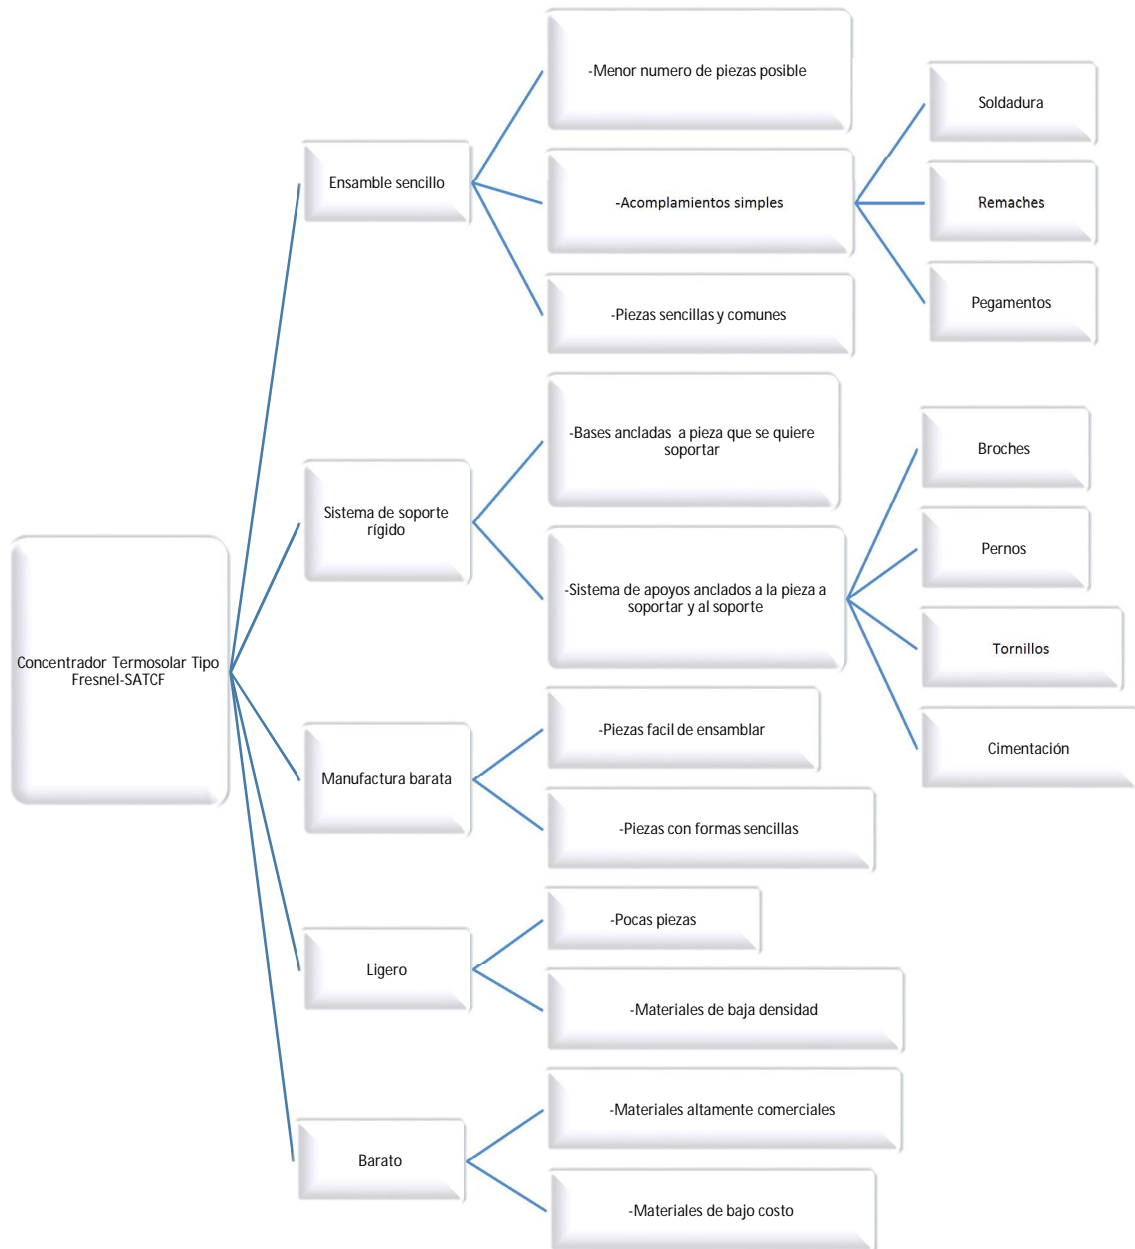 Concentrador Termosolar Tipo
Fresnel-SATCF
Ensamble sencillo
-Menor numero de piezas posible
-Acomplamientos simples
Soldadura
Remaches
Pegamentos
-Piezas sencillas y comunes
Sistema de soporte
rígido
-Bases ancladas a pieza que se quiere
soportar
-Sistema de apoyos anclados a la pieza a
soportar y al soporte
Broches
Pernos
Tornillos
Cimentación
Manufactura barata
-Piezas facil de ensamblar
-Piezas con formas sencillas
Ligero
-Pocas piezas
-Materiales de baja densidad
Barato
-Materiales altamente comerciales
-Materiales de bajo costo